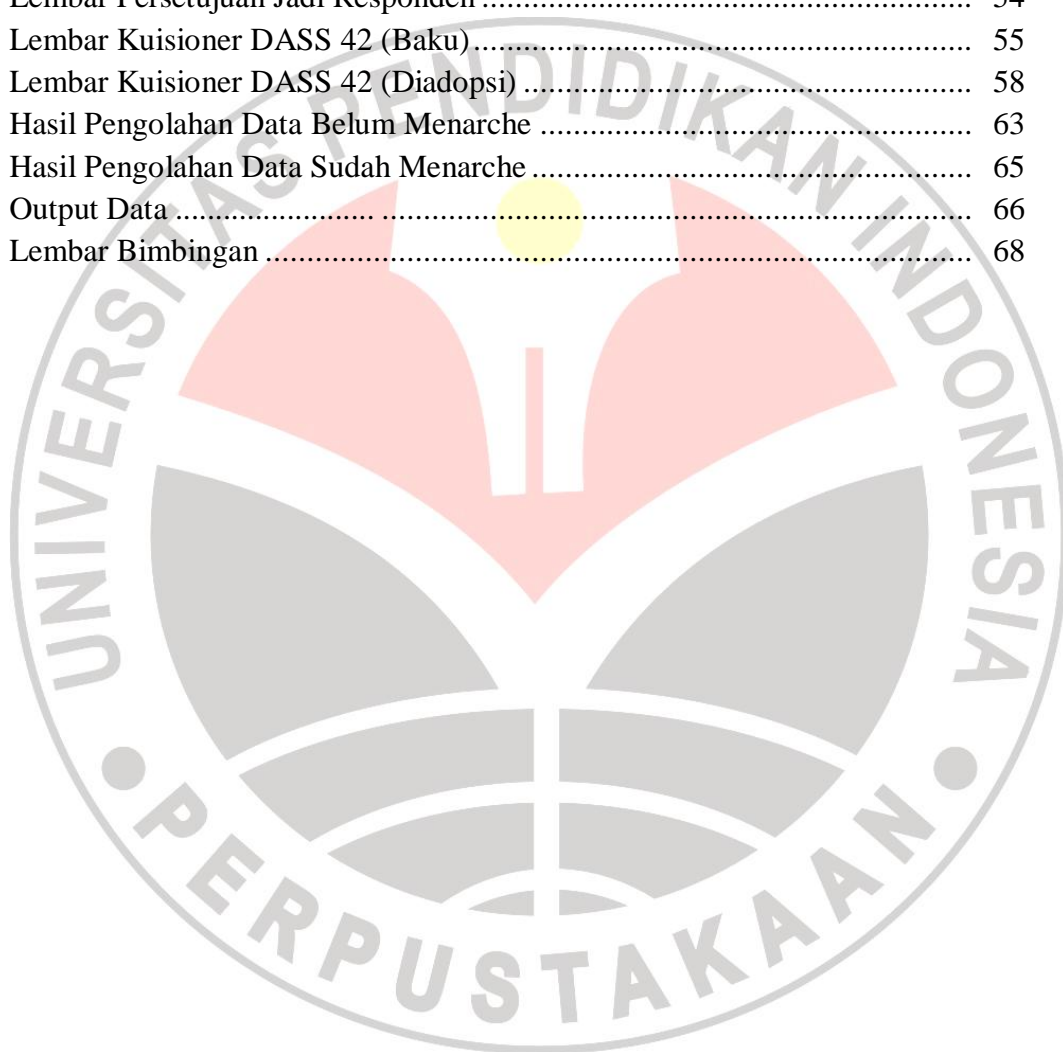 Lembar Persetujuan Jadi Responden ........................................................................................ 54
Lembar Kuisioner DASS 42 (Baku) ........................................................................................ 55
Lembar Kuisioner DASS 42 (Diadopsi) ................................................................................ 58
Hasil Pengolahan Data Belum Menarche .............................................................................. 63
Hasil Pengolahan Data Sudah Menarche ............................................................................... 65
Output Data ...................... ........................................................................................ 66
Lembar Bimbingan ................................................................................................................ 68
UNIVERSITAS PENDIDIKAN INDONESIA
PERPUSTAKAAN